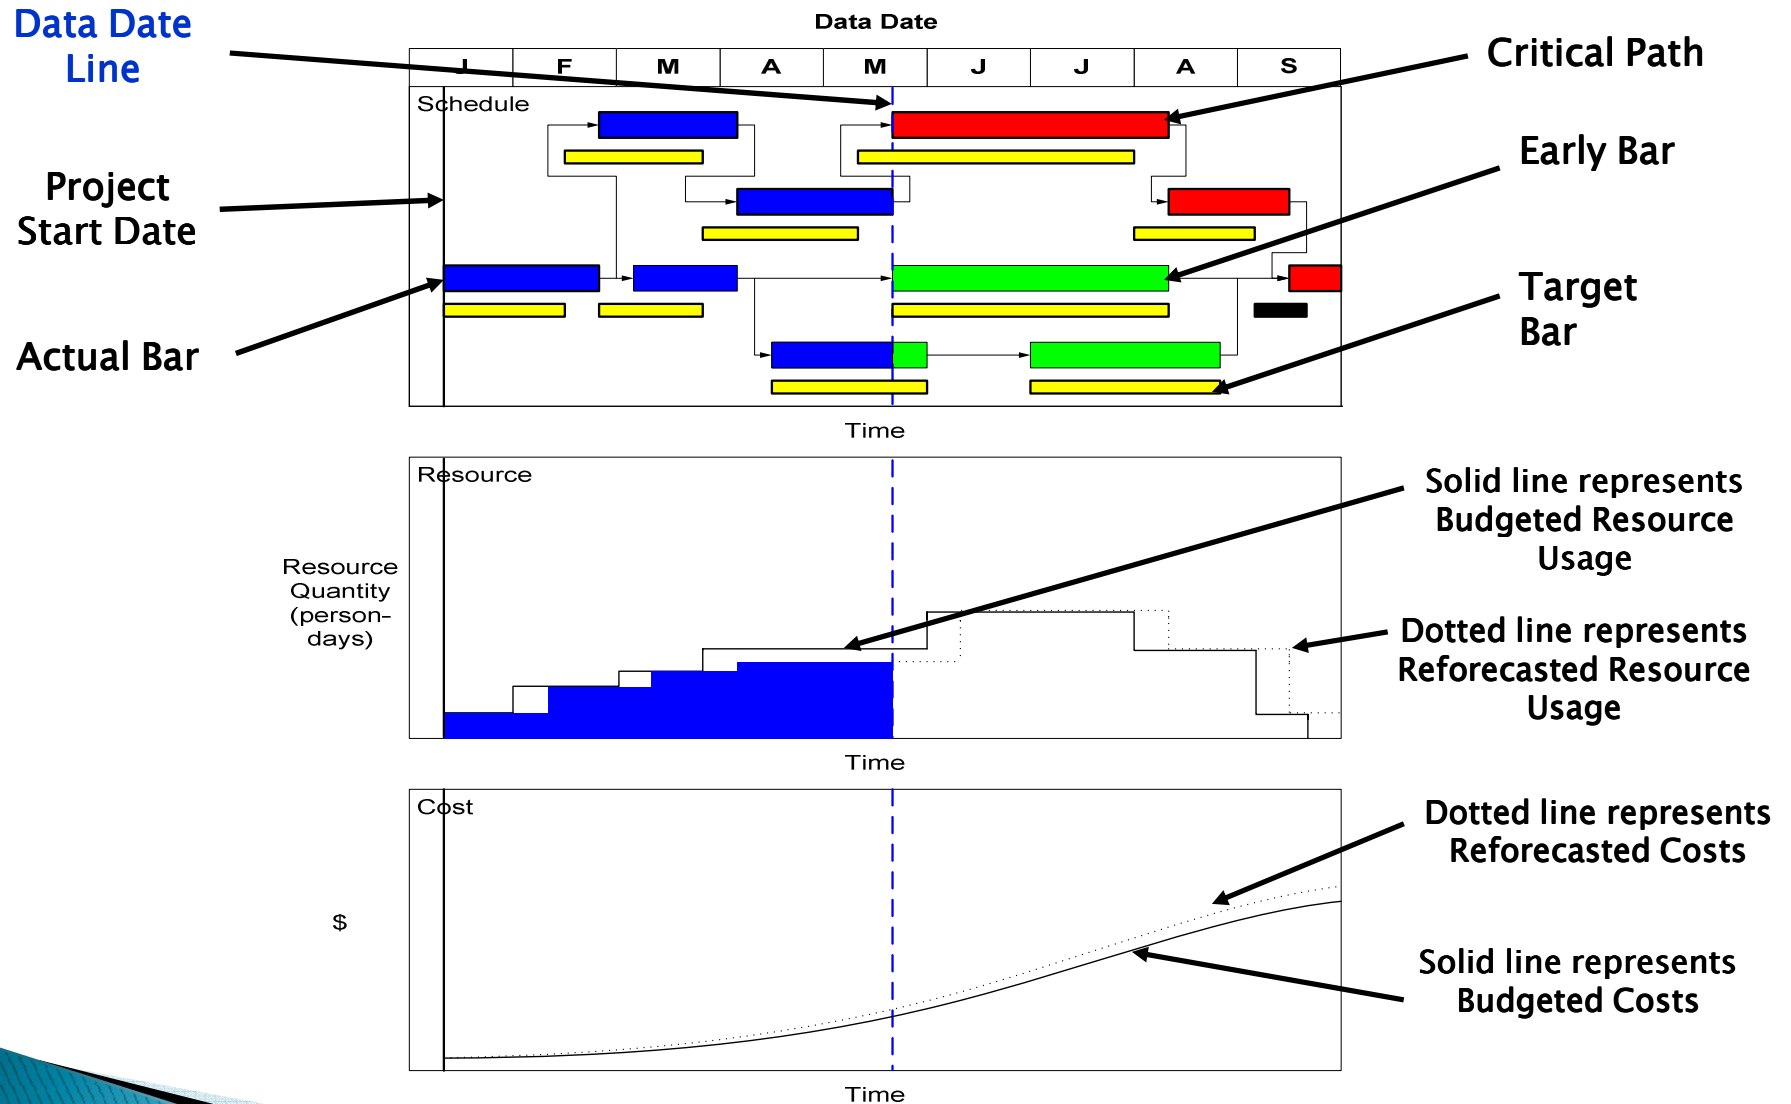 Data Date
Line
Data Date
J F M A M J J A S
Critical Path
Schedule
Early Bar
Project
Start Date
Target
Bar
Actual Bar
Time
Resource
Solid line represents
Budgeted Resource
Usage
Resource
Quantity
(person-
days)
Dotted line represents
Reforecasted Resource
Usage
Time
Cost
Dotted line represents
Reforecasted Costs
$
Solid line represents
Budgeted Costs
Time